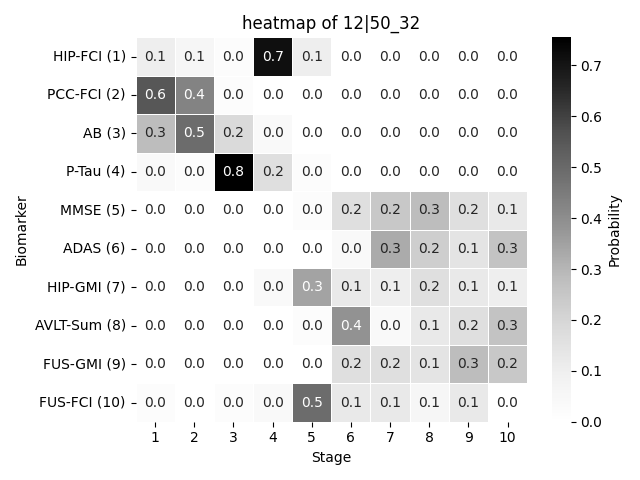 heatmap of 12|50_32
HIP-FCI (1) 0.1 0.1 0.0 0.7 0.1 0.0 0.0 0.0 0.0 0.0
PCC-FCI (2) 0.6 0.4 0.0 0.0 0.0 0.0 0.0 0.0 0.0 0.0
AB (3) 0.3 0.5 0.2 0.0 0.0 0.0 0.0 0.0 0.0 0.0
P-Tau (4) 0.0 0.0 0.8 0.2 0.0 0.0 0.0 0.0 0.0 0.0
MMSE (5) 0.0 0.0 0.0 0.0 0.0 0.2 0.2 0.3 0.2 0.1
ADAS (6) 0.0 0.0 0.0 0.0 0.0 0.0 0.3 0.2 0.1 0.3
HIP-GMI (7) 0.0 0.0 0.0 0.0 0.3 0.1 0.1 0.2 0.1 0.1
AVLT-Sum (8) 0.0 0.0 0.0 0.0 0.0 0.4 0.0 0.1 0.2 0.3
FUS-GMI (9) 0.0 0.0 0.0 0.0 0.0 0.2 0.2 0.1 0.3 0.2
FUS-FCI (10) 0.0 0.0 0.0 0.0 0.5 0.1 0.1 0.1 0.1 0.0
1 2 3 4 5 6 7 8 9 10
Stage
Biomarker
0.7
0.6
0.5
0.4
0.3
0.2
0.1
0.0
Probability